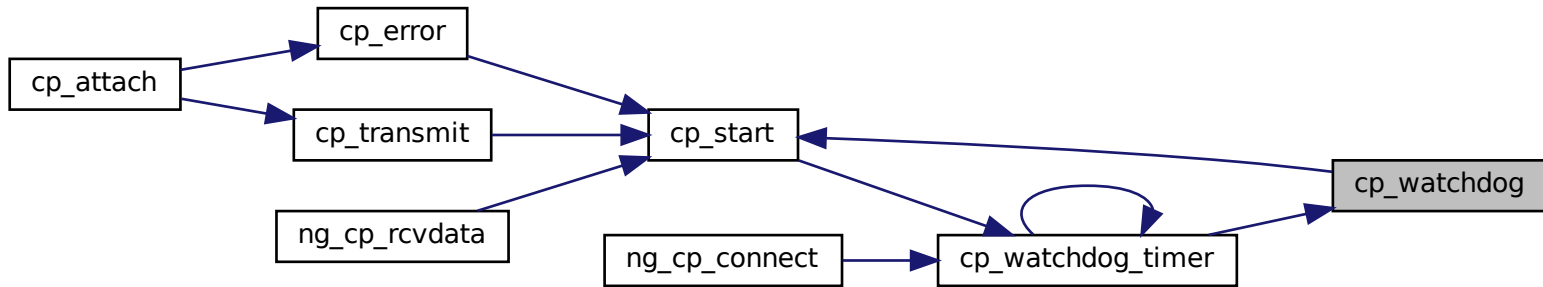 cp_error
cp_attach
cp_transmit
cp_start
cp_watchdog
ng_cp_rcvdata
ng_cp_connect
cp_watchdog_timer